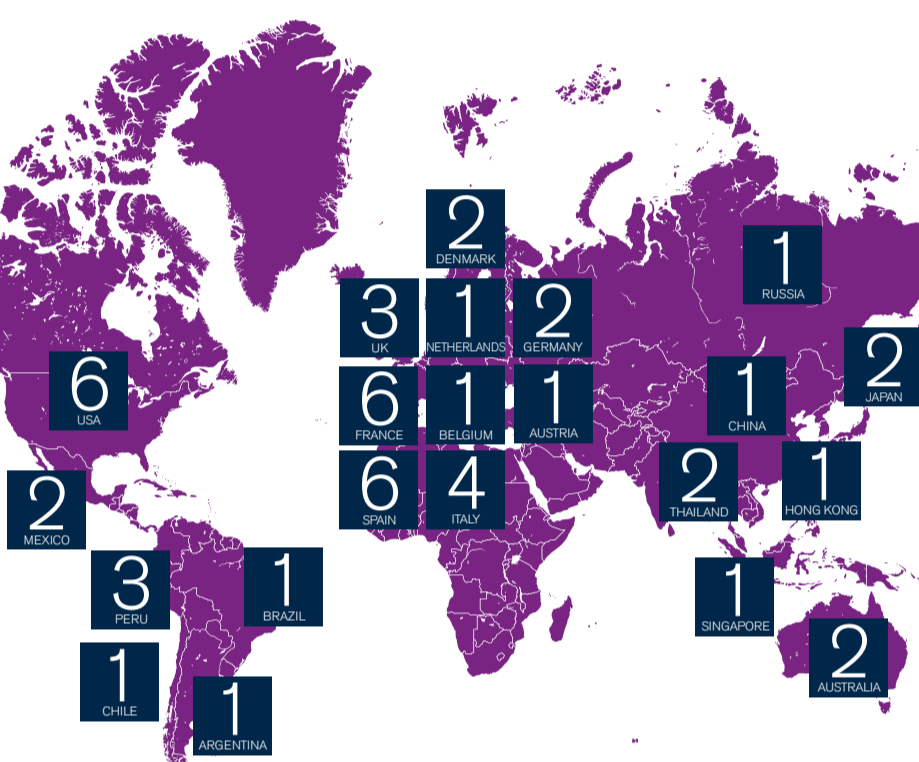 2
DENMARK
1
RUSSIA
3
UK
1
NETHERLANDS
2
GERMANY
2
JAPAN
6
USA
6
FRANCE
1
BELGIUM
1
AUSTRIA
1
CHINA
2
THAILAND
1
HONG KONG
6
SPAIN
4
ITALY
2
MEXICO
3
PERU
1
BRAZIL
1
SINGAPORE
2
AUSTRALIA
1
CHILE
1
ARGENTINA